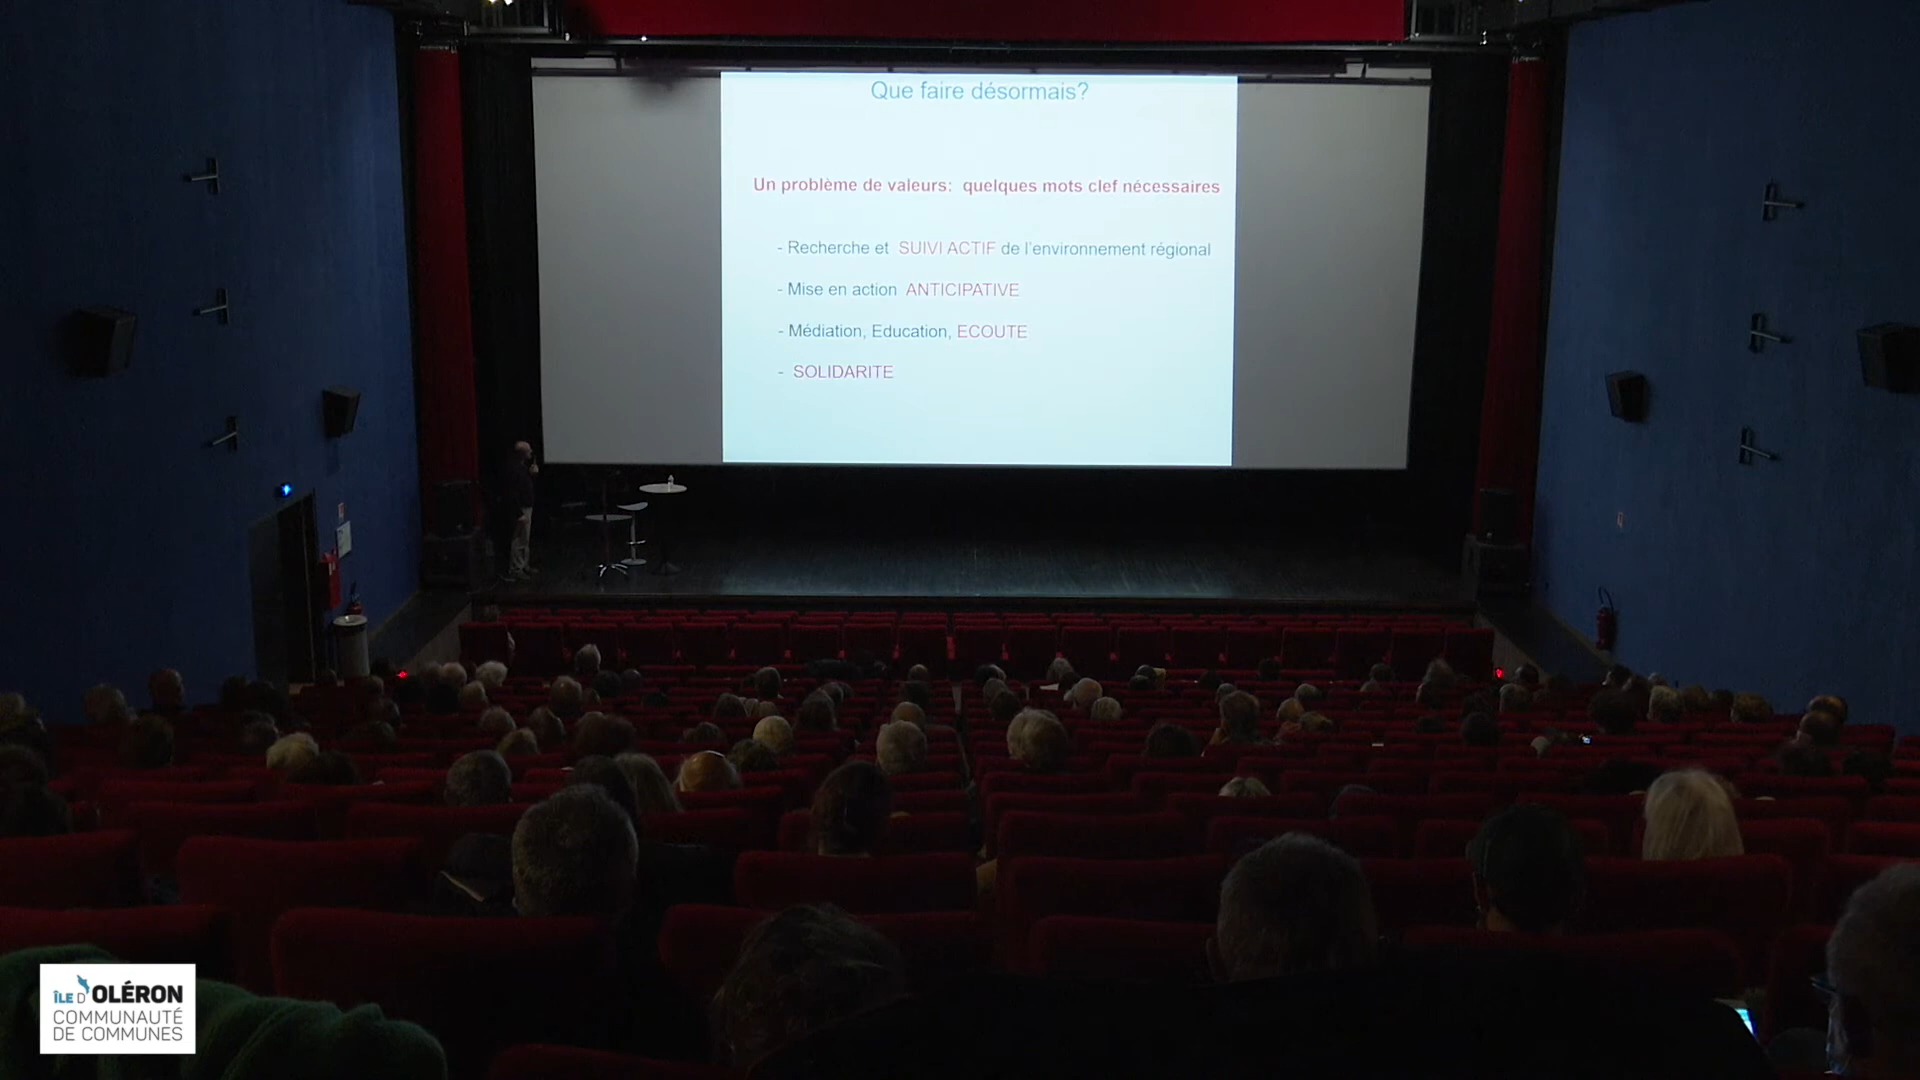 Que faire désormais?
Un problème de valeurs: quelques mots clef nécessaires
- Recherche et SUIVI ACTIF de l'environnement régional
- Mise en action ANTICIPATIVE
- Médiation, Education, ECOUTE
- SOLIDARITE
ÎLE D'OLÉRON
COMMUNAUTÉ
DE COMMUNES